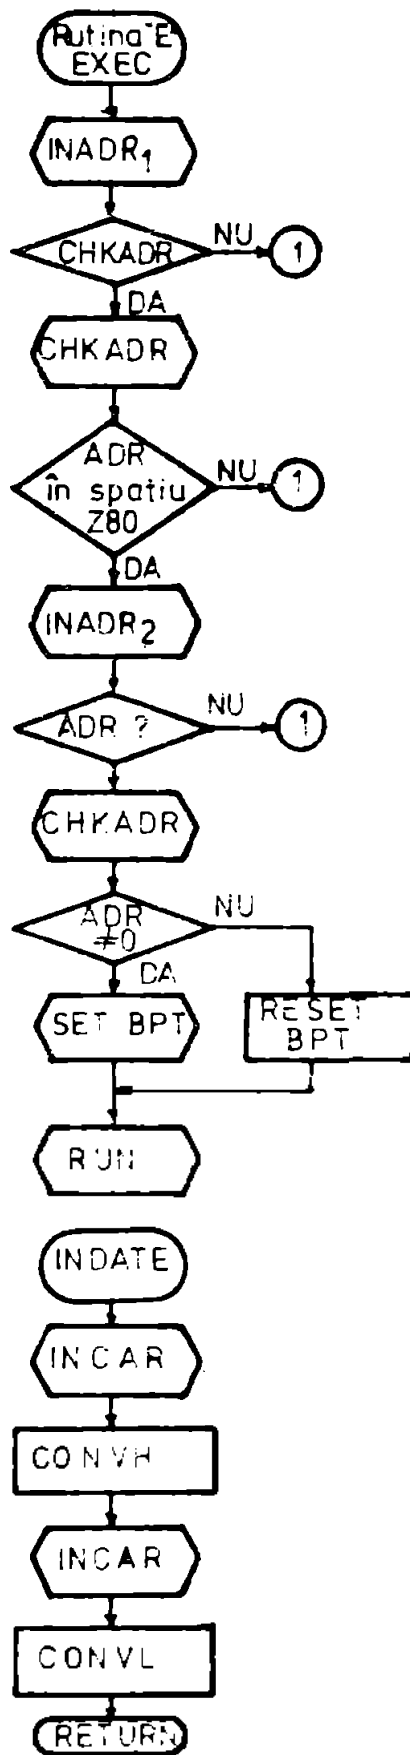 Rutina E
EXEC
INADR1
CHKADR
NU
1
DA
CHKADR
ADR
în spatiu
Z80
NU
1
DA
INADR2
ADR ?
NU
1
CHKADR
ADR
≠0
NU
DA
SET BPT
RESET
BPT
RUN
INDATE
INCAR
CONVH
INCAR
CONVL
RETURN